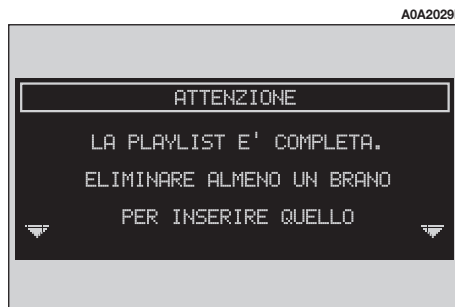 A0A2029
ATTENZIONE
LA PLAYLIST E' COMPLETA.
ELIMINARE ALMENO UN BRANO
PER INSERIRE QUELLO